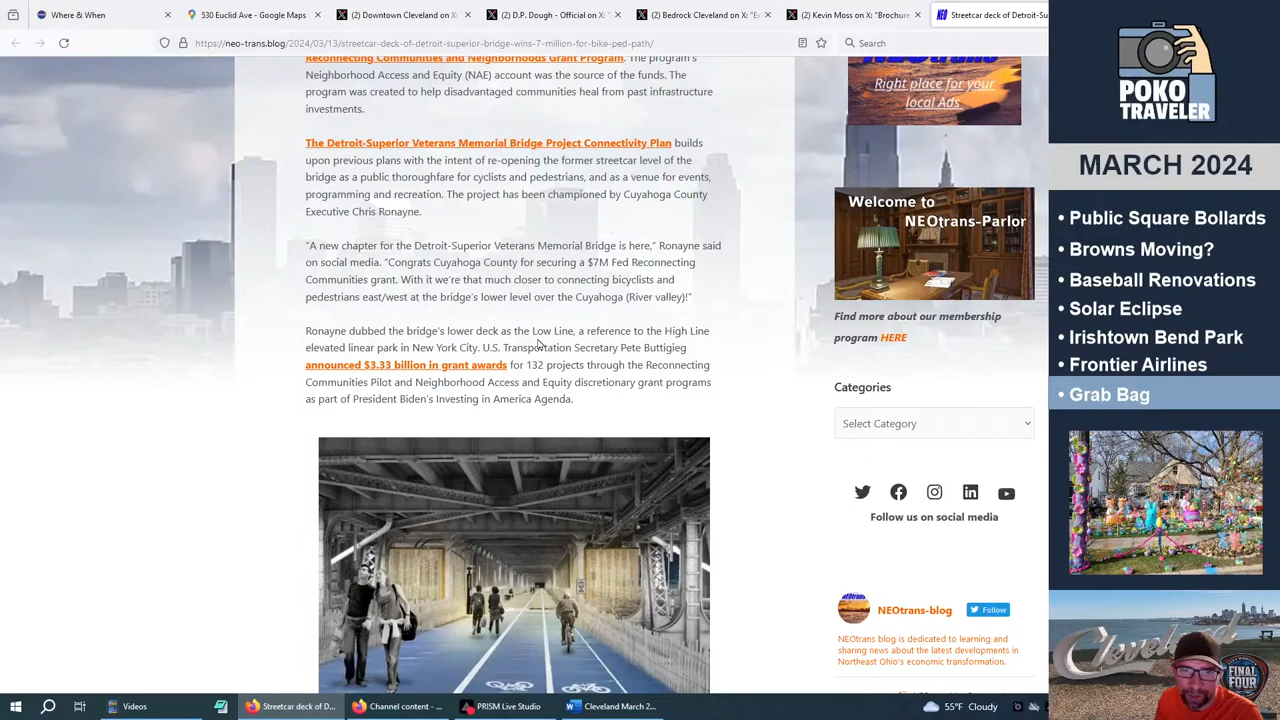 Where & When
530 Euclid Ave - Google Maps
(2) Downtown Cleveland on X:
(2) D.P. Dough - Official on X: "
(2) Bedrock Cleveland on X: "E
(2) Kevin Moss on X: "Brochure
Streetcar deck of Detroit-Su
https://neo-trans.blog/2024/03/13/streetcar-deck-of-detroit-superior-bridge-wins-7-million-for-bike-ped-path/
Search
Reconnecting Communities and Neighborhoods Grant Program. The program's
Neighborhood Access and Equity (NAE) account was the source of the funds. The
program was created to help disadvantaged communities heal from past infrastructure
investments.
The Detroit-Superior Veterans Memorial Bridge Project Connectivity Plan builds
upon previous plans with the intent of re-opening the former streetcar level of the
bridge as a public thoroughfare for cyclists and pedestrians, and as a venue for events,
programming and recreation. The project has been championed by Cuyahoga County
Executive Chris Ronayne.
"A new chapter for the Detroit-Superior Veterans Memorial Bridge is here," Ronayne said
on social media. "Congrats Cuyahoga County for securing a $7M Fed Reconnecting
Communities grant. With it we're that much closer to connecting bicyclists and
pedestrians east/west at the bridge's lower level over the Cuyahoga (River valley)!"
Ronayne dubbed the bridge's lower deck as the Low Line, a reference to the High Line
elevated linear park in New York City. U.S. Transportation Secretary Pete Buttigieg
announced $3.33 billion in grant awards for 132 projects through the Reconnecting
Communities Pilot and Neighborhood Access and Equity discretionary grant programs
as part of President Biden's Investing in America Agenda.
Right place for your
local Ads
Welcome to
NEOtrans-Parlor
Find more about our membership
program HERE
Categories
Select Category
Follow us on social media
NEOtrans-blog
Follow
NEOtrans blog is dedicated to learning and
sharing news about the latest developments in
Northeast Ohio's economic transformation.
POKO
TRAVELER
MARCH 2024
• Public Square Bollards
• Browns Moving?
• Baseball Renovations
• Solar Eclipse
• Irishtown Bend Park
• Frontier Airlines
• Grab Bag
Cleveland
FINAL
FOUR
Videos
Streetcar deck of D...
Channel content - ...
PRISM Live Studio
Cleveland March 2...
55°F Cloudy